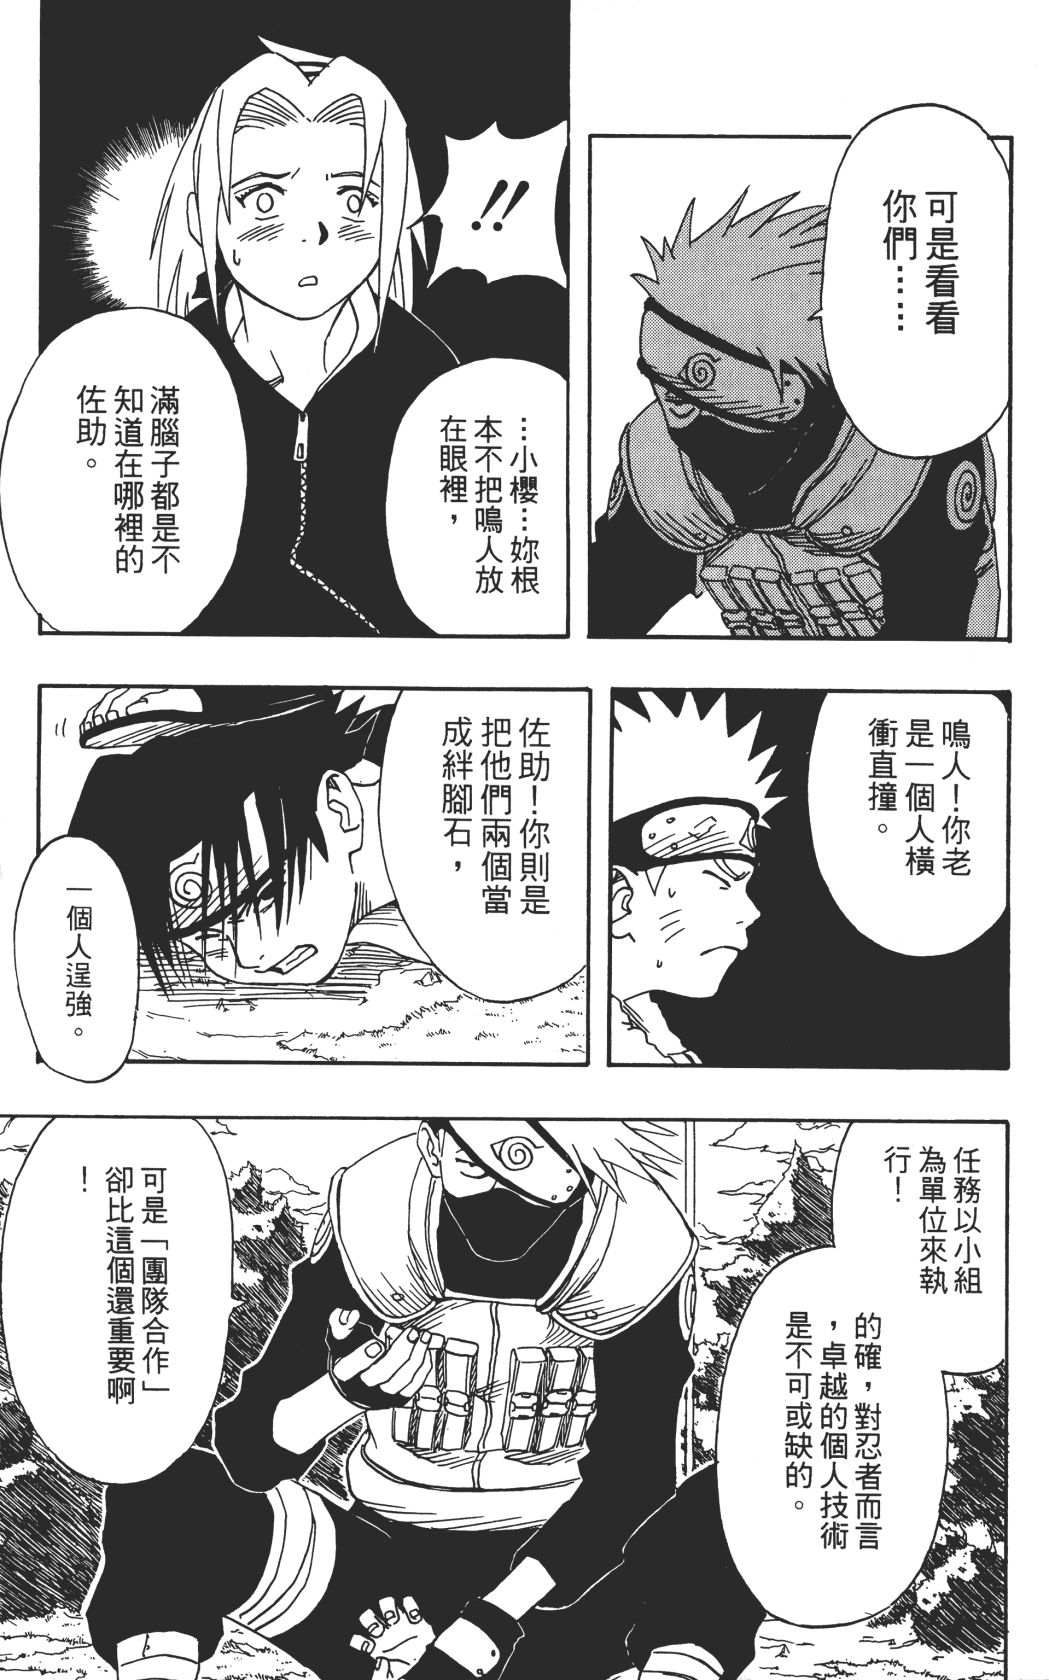 可是看看
你們……
!!
…小櫻…妳根
本不把鳴人放
在眼裡，
滿腦子都是不
知道在哪裡的
佐助。
鳴人！你老
是一個人橫
衝直撞。
佐助！你則是
把他們兩個當
成絆腳石，
一個人逞強。
任務以小組
為單位來執
行！
的確，對忍者而言
，卓越的個人技術
是不可或缺的。
可是「團隊合作」
卻比這個還重要啊
！